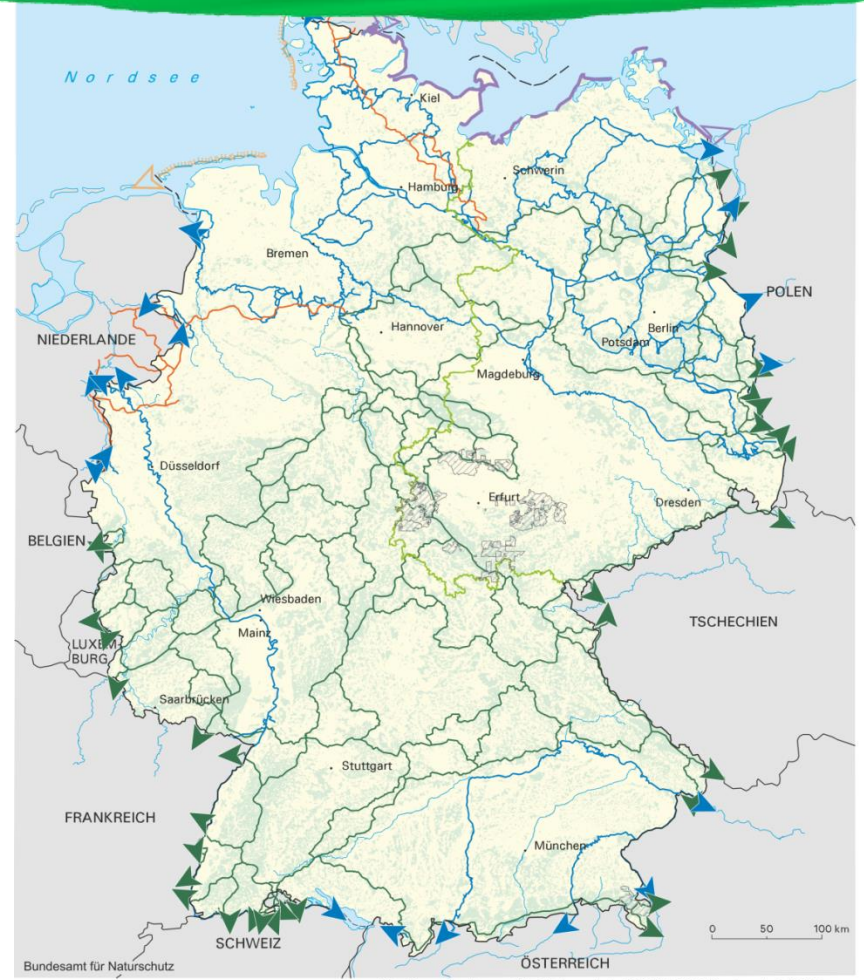 Nordsee
Kiel
Schwerin
Hamburg
Bremen
POLEN
Berlin
Hannover
NIEDERLANDE
Potsdam
Magdeburg
Düsseldorf
Erfurt
Dresden
BELGIEN
Wiesbaden
TSCHECHIEN
Mainz
LUXEM-
BURG
Saarbrücken
Stuttgart
FRANKREICH
München
0 50 100 km
SCHWEIZ
ÖSTERREICH
Bundesamt für Naturschutz